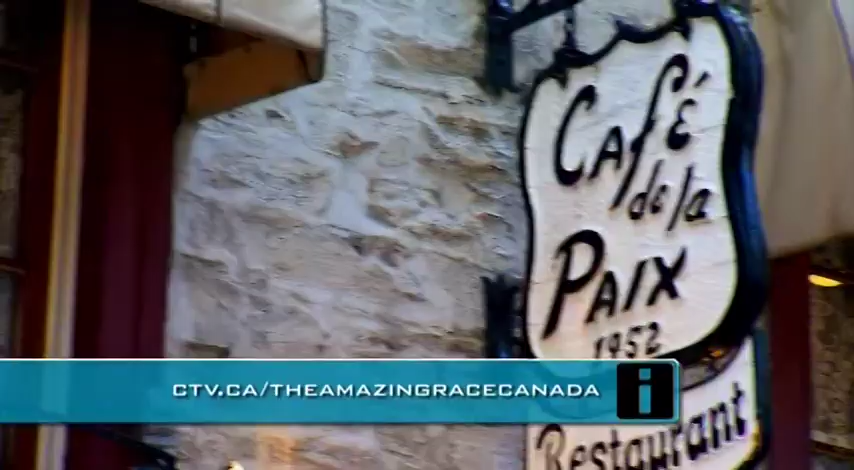 Café
de la
PAIX
1952
Restaurant
CTV.CA/THEAMAZINGRACECANADA
i